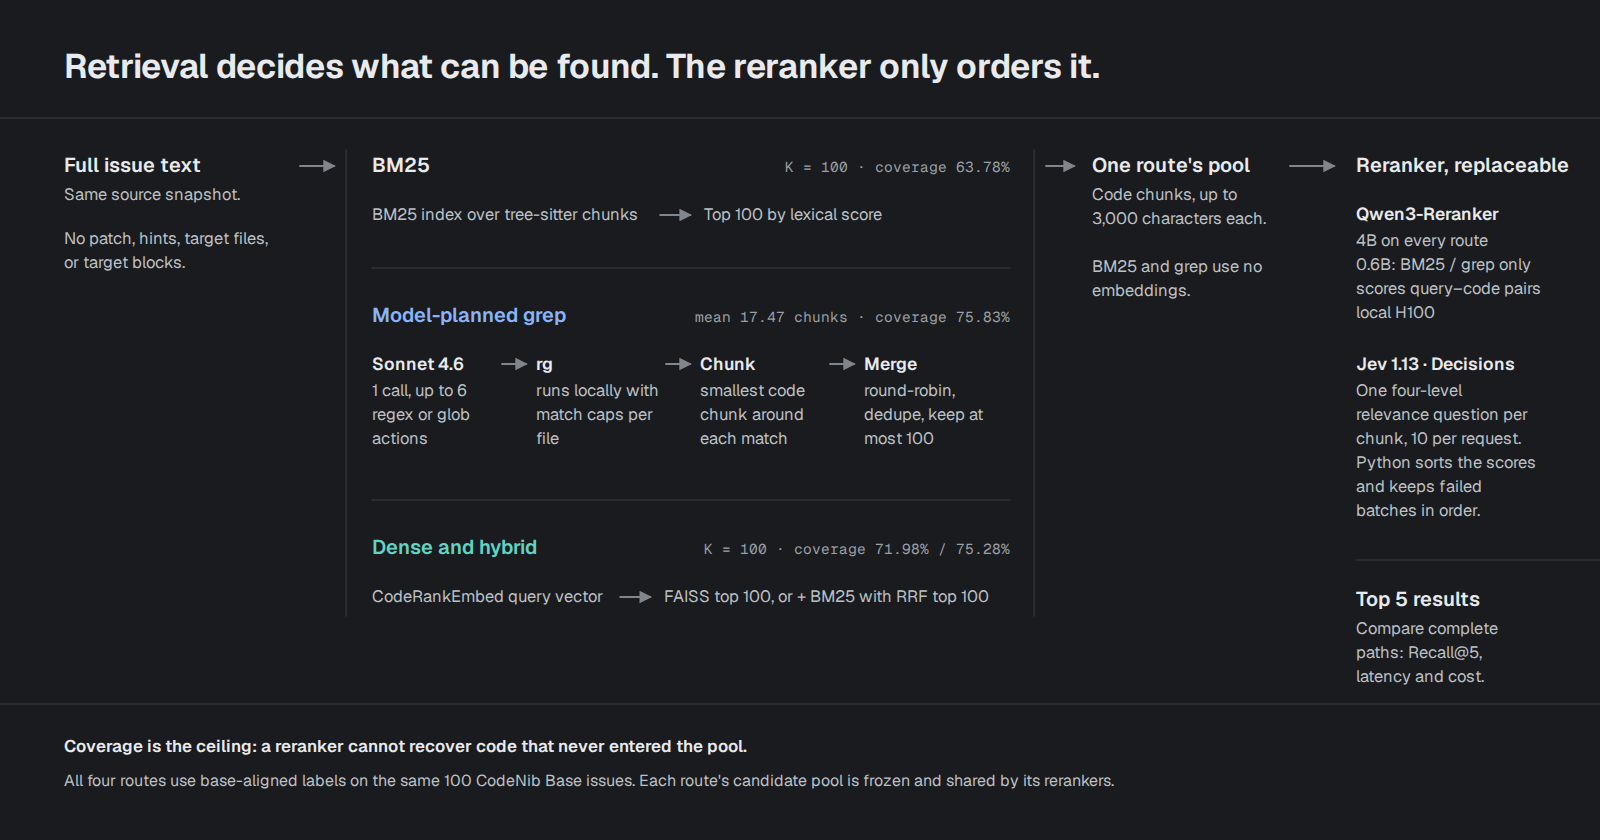 Retrieval decides what can be found. The reranker only orders it.
Full issue text
Same source snapshot.
No patch, hints, target files,
or target blocks.
BM25
K = 100 · coverage 63.78%
BM25 index over tree-sitter chunks
Top 100 by lexical score
Model-planned grep
mean 17.47 chunks · coverage 75.83%
Sonnet 4.6
1 call, up to 6
regex or glob
actions
rg
runs locally with
match caps per
file
Chunk
smallest code
chunk around
each match
Merge
round-robin,
dedupe, keep at
most 100
Dense and hybrid
K = 100 · coverage 71.98% / 75.28%
CodeRankEmbed query vector
FAISS top 100, or + BM25 with RRF top 100
One route's pool
Code chunks, up to
3,000 characters each.
BM25 and grep use no
embeddings.
Reranker, replaceable
Qwen3-Reranker
4B on every route
0.6B: BM25 / grep only
scores query–code pairs
local H100
Jev 1.13 · Decisions
One four-level
relevance question per
chunk, 10 per request.
Python sorts the scores
and keeps failed
batches in order.
Top 5 results
Compare complete
paths: Recall@5,
latency and cost.
Coverage is the ceiling: a reranker cannot recover code that never entered the pool.
All four routes use base-aligned labels on the same 100 CodeNib Base issues. Each route's candidate pool is frozen and shared by its rerankers.